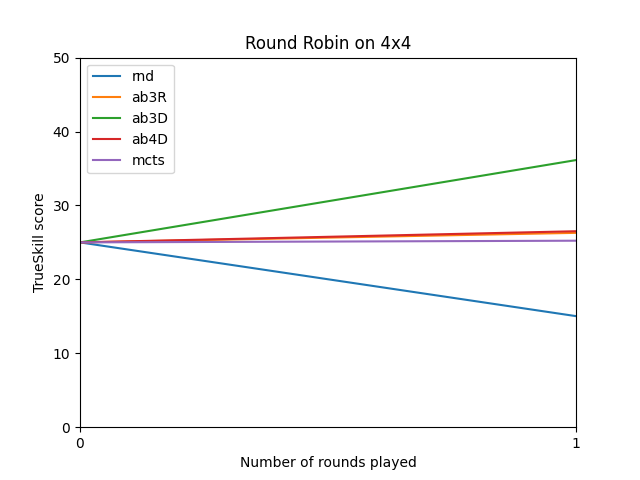 Round Robin on 4x4
50
40
30
20
10
0
TrueSkill score
rnd
ab3R
ab3D
ab4D
mcts
0
1
Number of rounds played